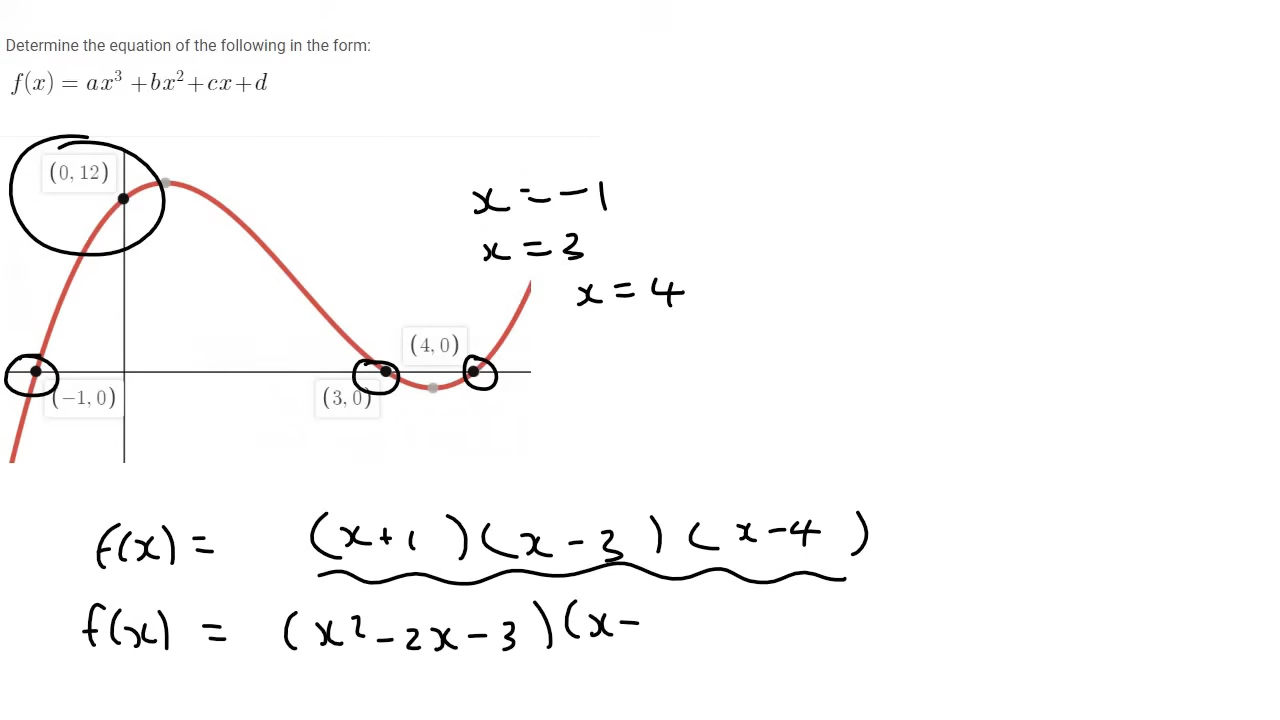 Determine the equation of the following in the form:
f(x) = ax³ + bx² + cx + d
(0, 12)
x = -1
x = 3
x = 4
(4, 0)
(-1, 0)
(3, 0)
f(x) = (x+1)(x-3)(x-4)
f(x) = (x²-2x-3)(x-